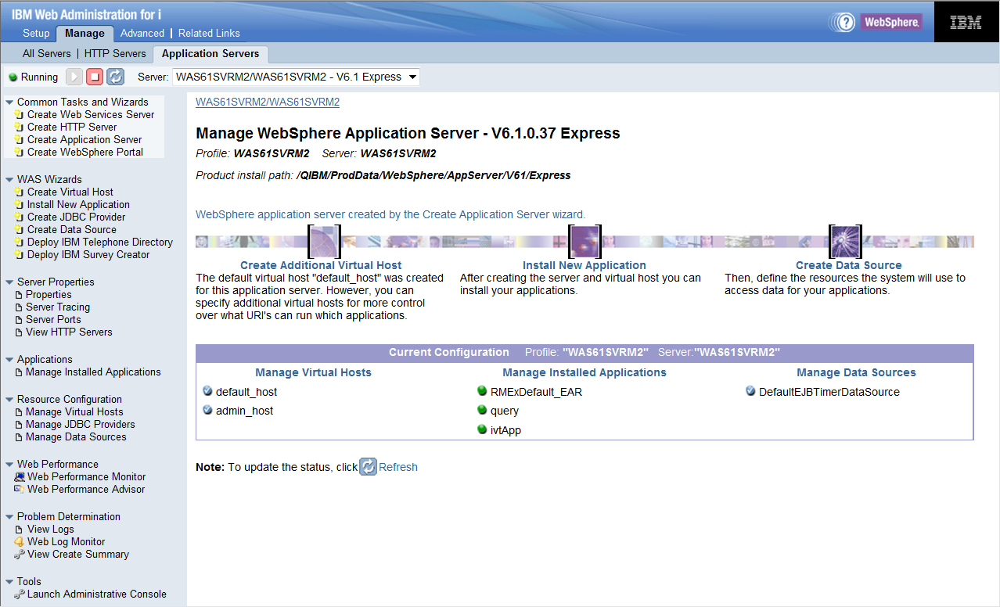 IBM Web Administration for i
WebSphere.
IBM
Setup Manage Advanced | Related Links
All Servers | HTTP Servers Application Servers
Running Server: WAS61SVRM2/WAS61SVRM2 - V6.1 Express
Common Tasks and Wizards
Create Web Services Server
Create HTTP Server
Create Application Server
Create WebSphere Portal
WAS Wizards
Create Virtual Host
Install New Application
Create JDBC Provider
Create Data Source
Deploy IBM Telephone Directory
Deploy IBM Survey Creator
Server Properties
Properties
Server Tracing
Server Ports
View HTTP Servers
Applications
Manage Installed Applications
Resource Configuration
Manage Virtual Hosts
Manage JDBC Providers
Manage Data Sources
Web Performance
Web Performance Monitor
Web Performance Advisor
Problem Determination
View Logs
Web Log Monitor
View Create Summary
Tools
Launch Administrative Console
WAS61SVRM2/WAS61SVRM2
Manage WebSphere Application Server - V6.1.0.37 Express
Profile: WAS61SVRM2 Server: WAS61SVRM2
Product install path: /QIBM/ProdData/WebSphere/AppServer/V61/Express
WebSphere application server created by the Create Application Server wizard.
Create Additional Virtual Host
The default virtual host "default_host" was created
for this application server. However, you can
specify additional virtual hosts for more control
over what URI's can run which applications.
Install New Application
After creating the server and virtual host you can
install your applications.
Create Data Source
Then, define the resources the system will use to
access data for your applications.
Current Configuration Profile: "WAS61SVRM2" Server:"WAS61SVRM2"
Manage Virtual Hosts
default_host
admin_host
Manage Installed Applications
RMExDefault_EAR
query
ivtApp
Manage Data Sources
DefaultEJBTimerDataSource
Note: To update the status, click Refresh